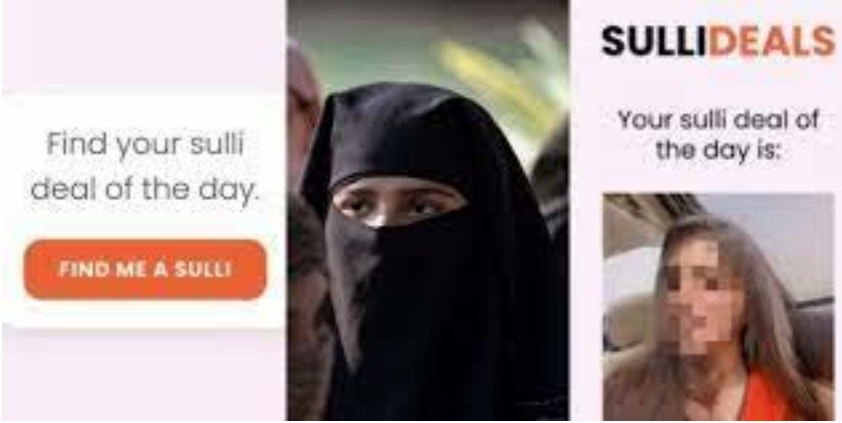 Find your sulli
deal of the day.
FIND ME A SULLI
SULLIDEALS
Your sulli deal of
the day is: